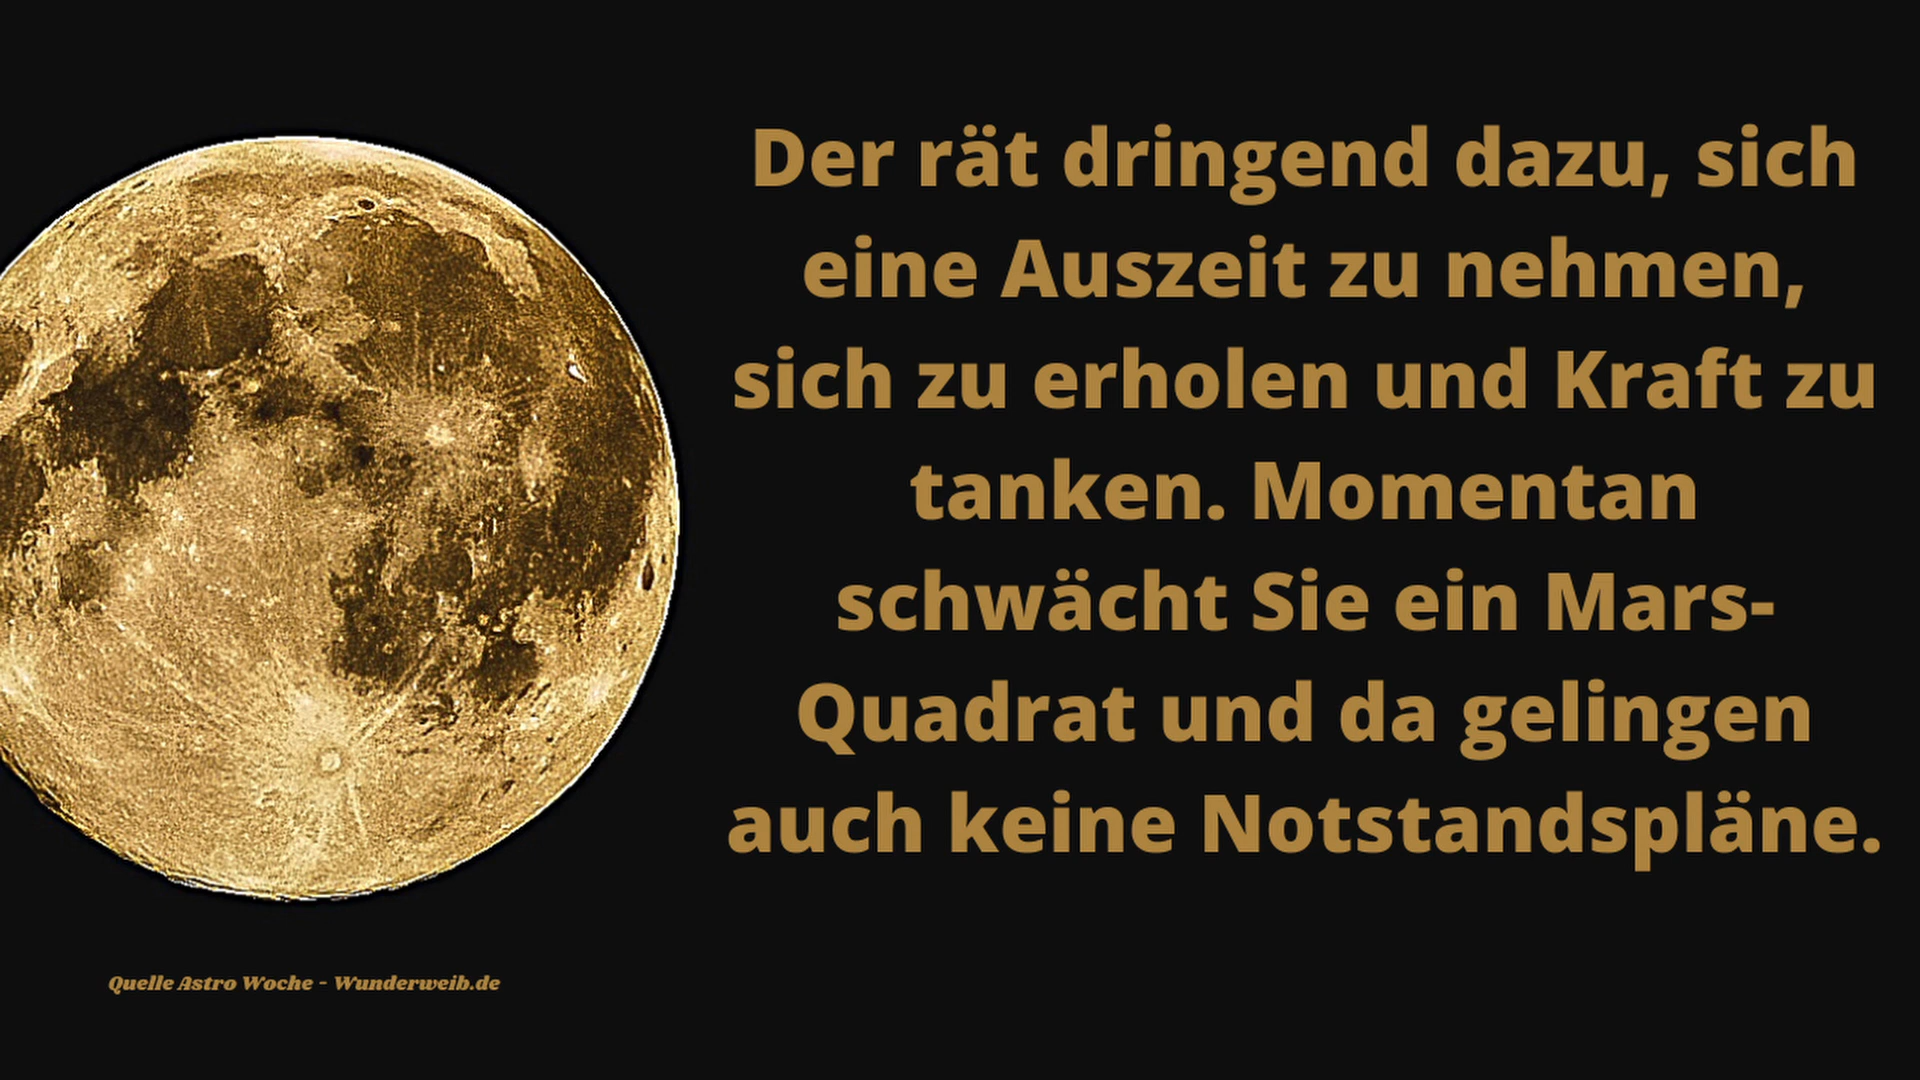 Der rät dringend dazu, sich
eine Auszeit zu nehmen,
sich zu erholen und Kraft zu
tanken. Momentan
schwächt Sie ein Mars-
Quadrat und da gelingen
auch keine Notstandspläne.
Quelle Astro Woche - Wunderweib.de